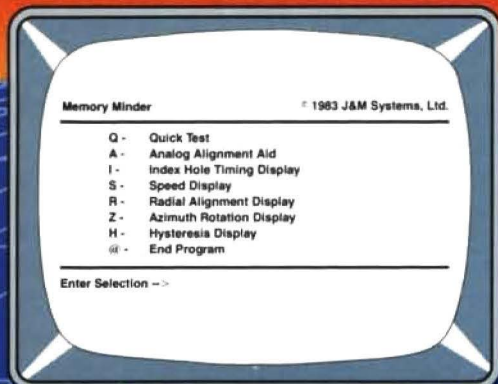 Memory Minder © 1983 J&M Systems, Ltd.
Q - Quick Test
A - Analog Alignment Aid
I - Index Hole Timing Display
S - Speed Display
R - Radial Alignment Display
Z - Azimuth Rotation Display
H - Hysteresis Display
@ - End Program
Enter Selection -->